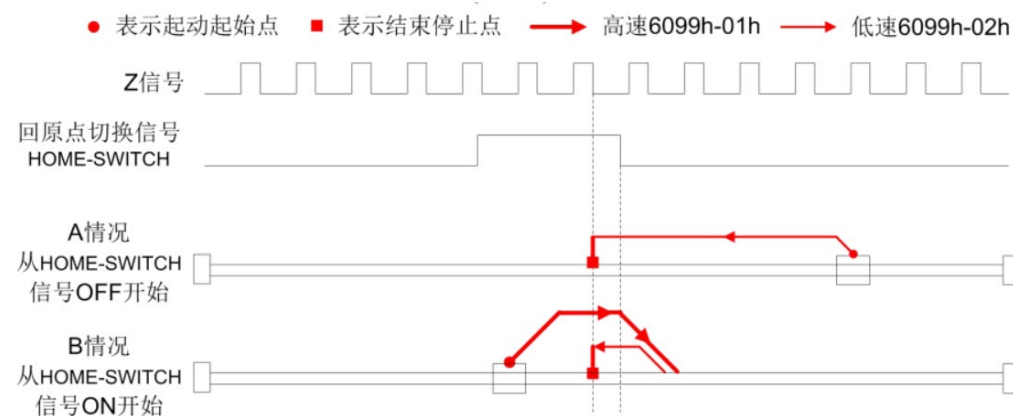 表示起动起始点 表示结束停止点 高速6099h-01h 低速6099h-02h
Z信号
回原点切换信号
HOME-SWITCH
A情况
从HOME-SWITCH
信号OFF开始
B情况
从HOME-SWITCH
信号ON开始